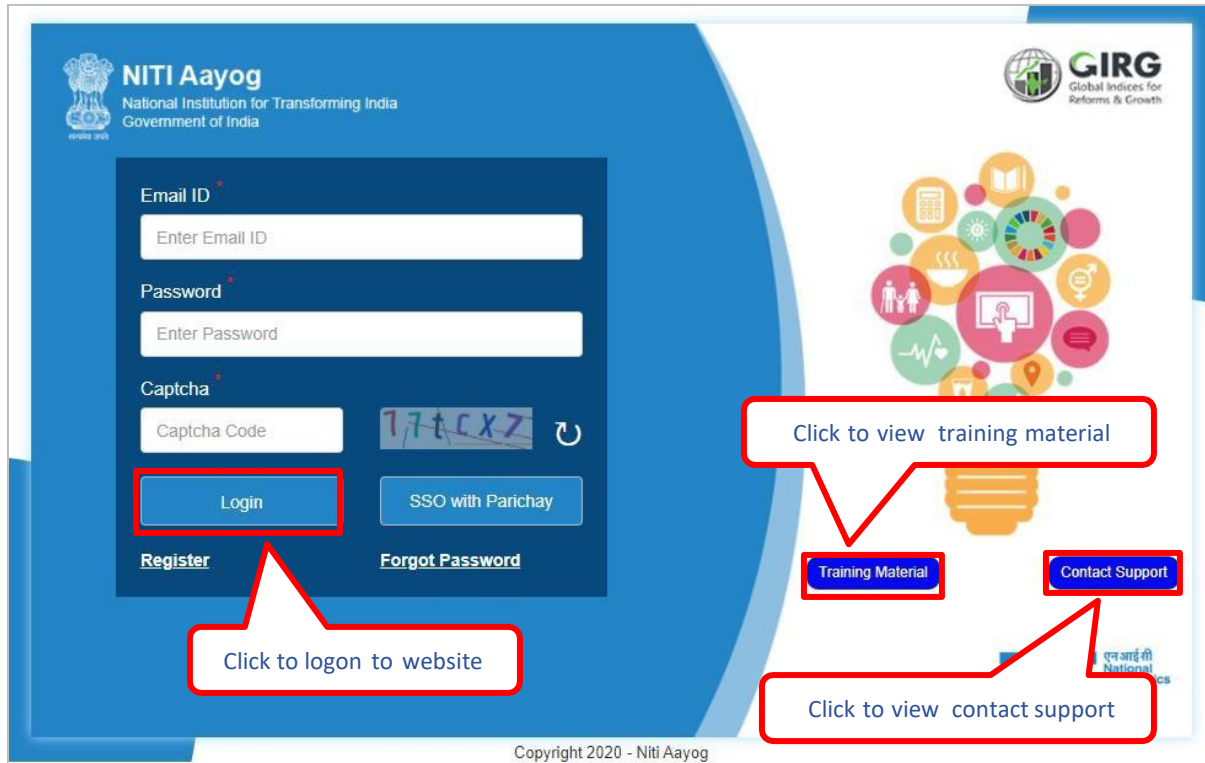 NITI Aayog
National Institution for Transforming India
Government of India
GIRG
Global Indices for
Reforms & Growth
Email ID *
Enter Email ID
Password *
Enter Password
Captcha *
Captcha Code
77tCXZ
Login
SSO with Parichay
Register
Forgot Password
Click to view training material
Training Material
Contact Support
Click to logon to website
एन आई सी
National
Click to view contact support
Copyright 2020 - Niti Aayog